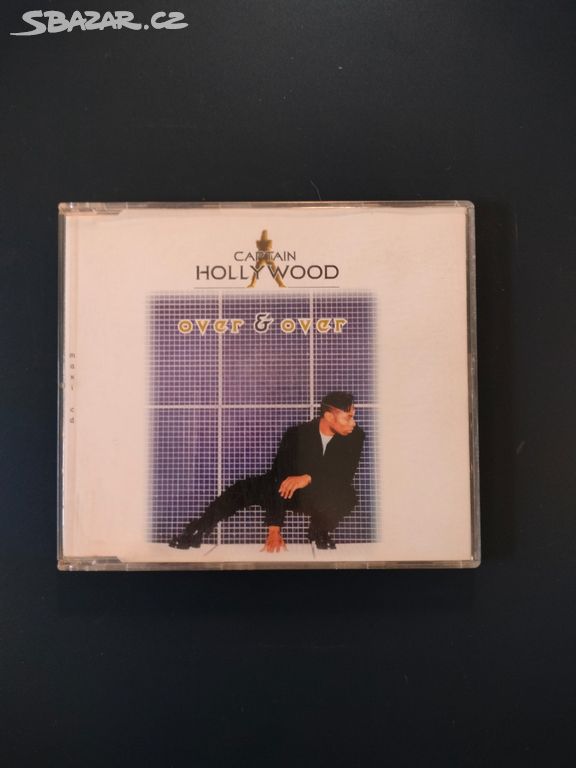 SBAZAR.CZ
CAPTAIN
HOLLYWOOD
over & over
maxi cd